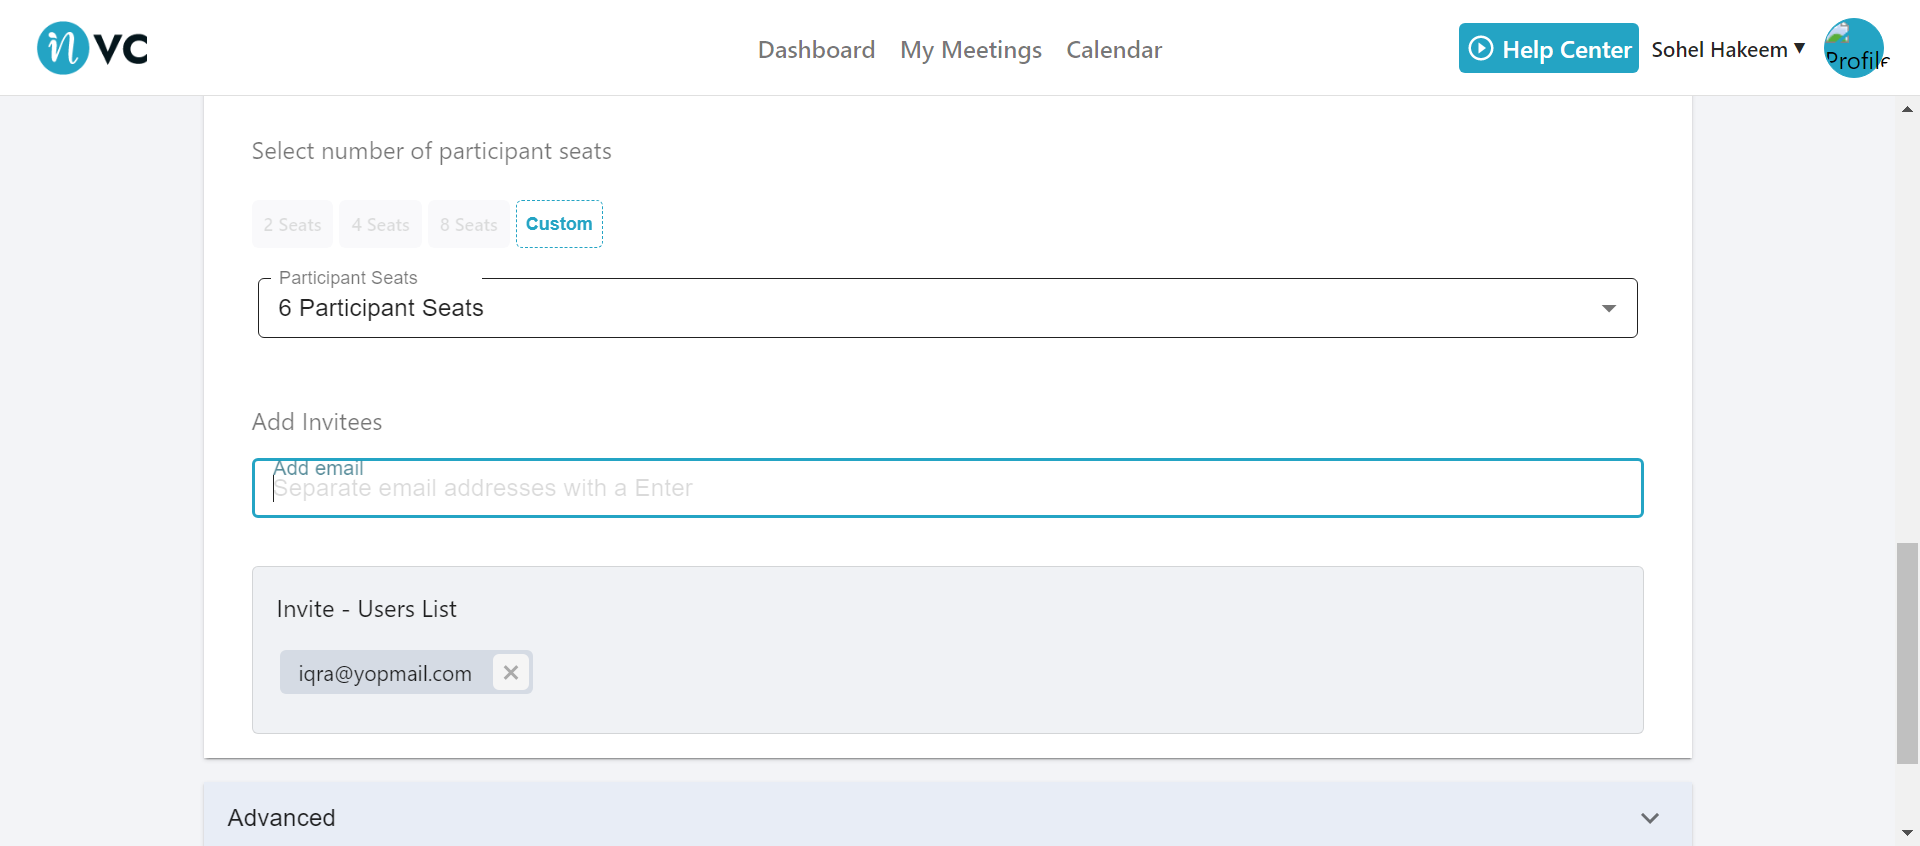 n VC
Dashboard My Meetings Calendar
Help Center
Sohel Hakeem ▼
Profile
Select number of participant seats
2 Seats 4 Seats 8 Seats Custom
Participant Seats
6 Participant Seats
Add Invitees
Add email
Separate email addresses with a Enter
Invite - Users List
iqra@yopmail.com
Advanced